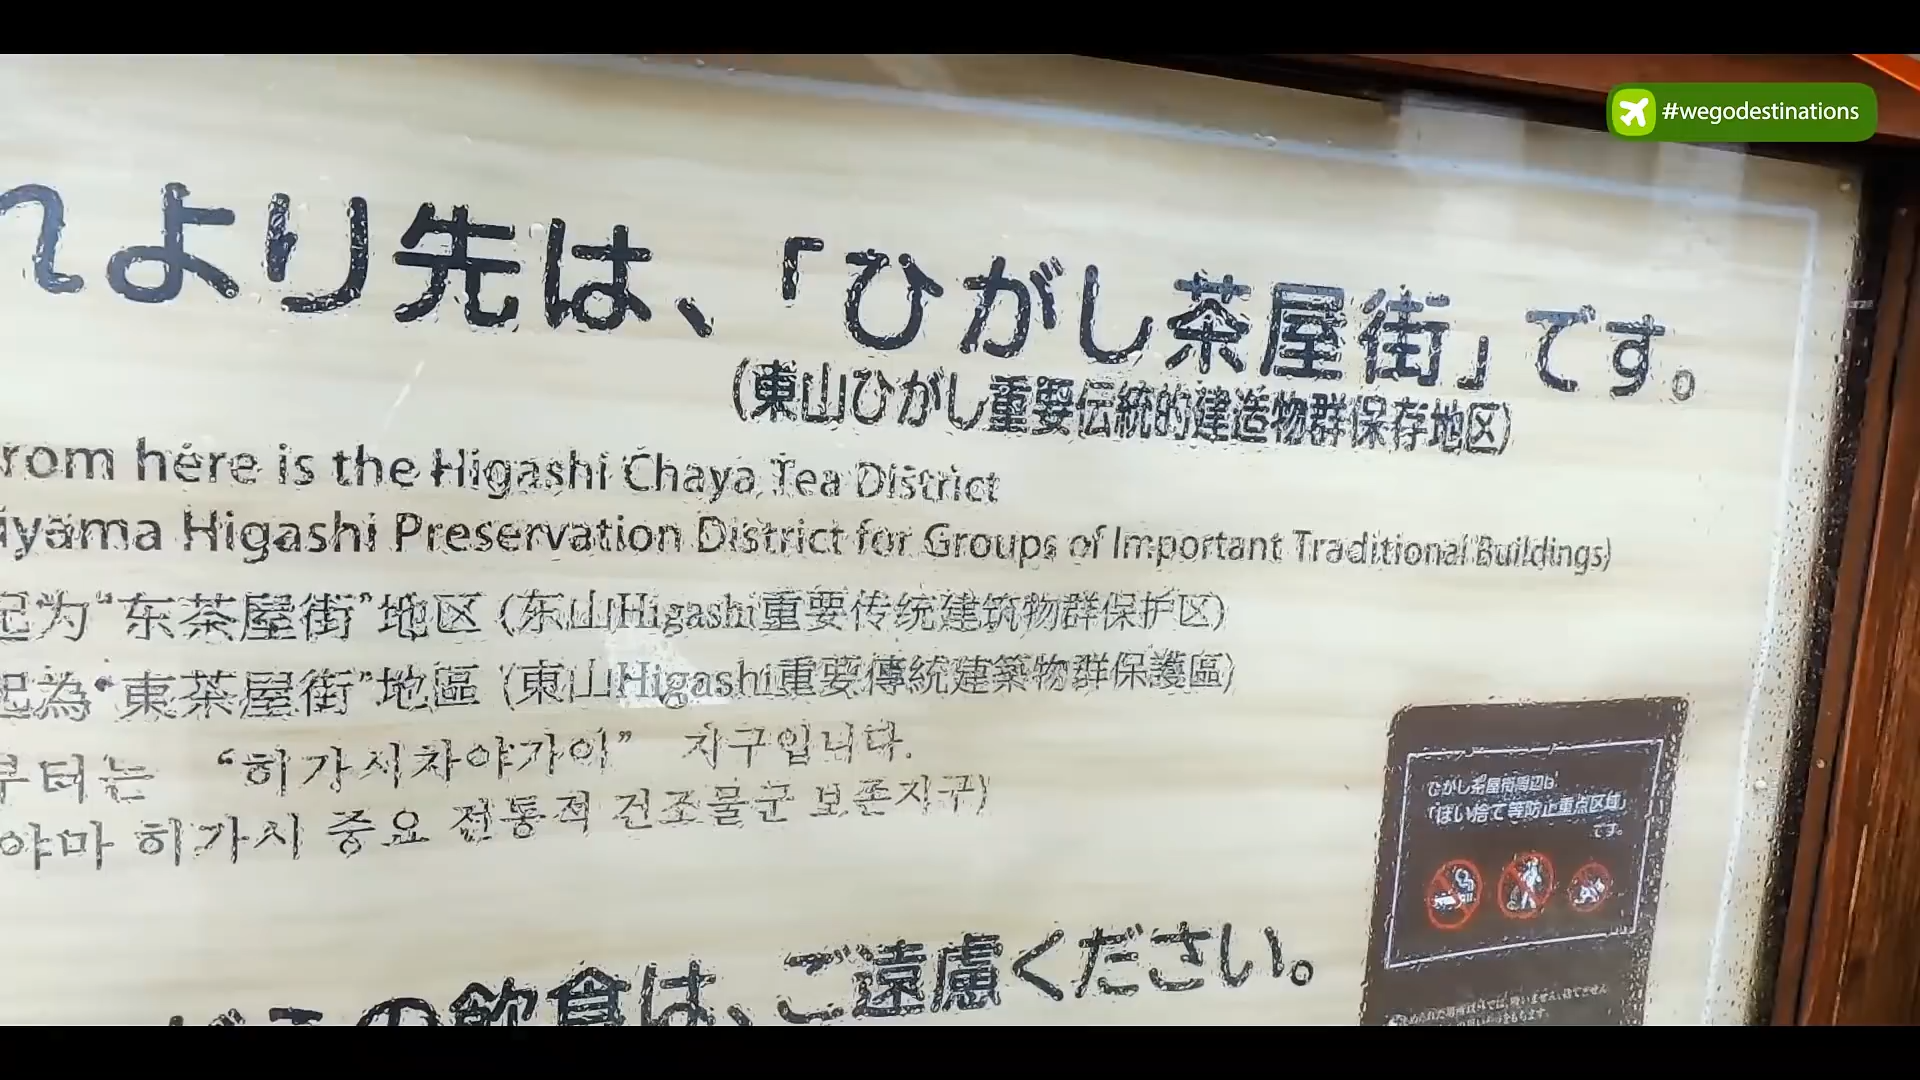 #wegodestinations
れより先は、「ひがし茶屋街」です。
(東山ひがし重要伝統的建造物群保存地区)
rom here is the Higashi Chaya Tea District
iyama Higashi Preservation District for Groups of Important Traditional Buildings)
起为“东茶屋街”地区 (东山Higashi重要传统建筑物群保护区)
起為“東茶屋街”地區 (東山Higashi重要傳統建築物群保護區)
부터는 “히가시차야가이” 지구입니다.
야마 히가시 중요 전통적 건조물군 보존지구)
ひがし茶屋街周辺は
「ぽい捨て等防止重点区域」
です。
の飲食は、ご遠慮ください。